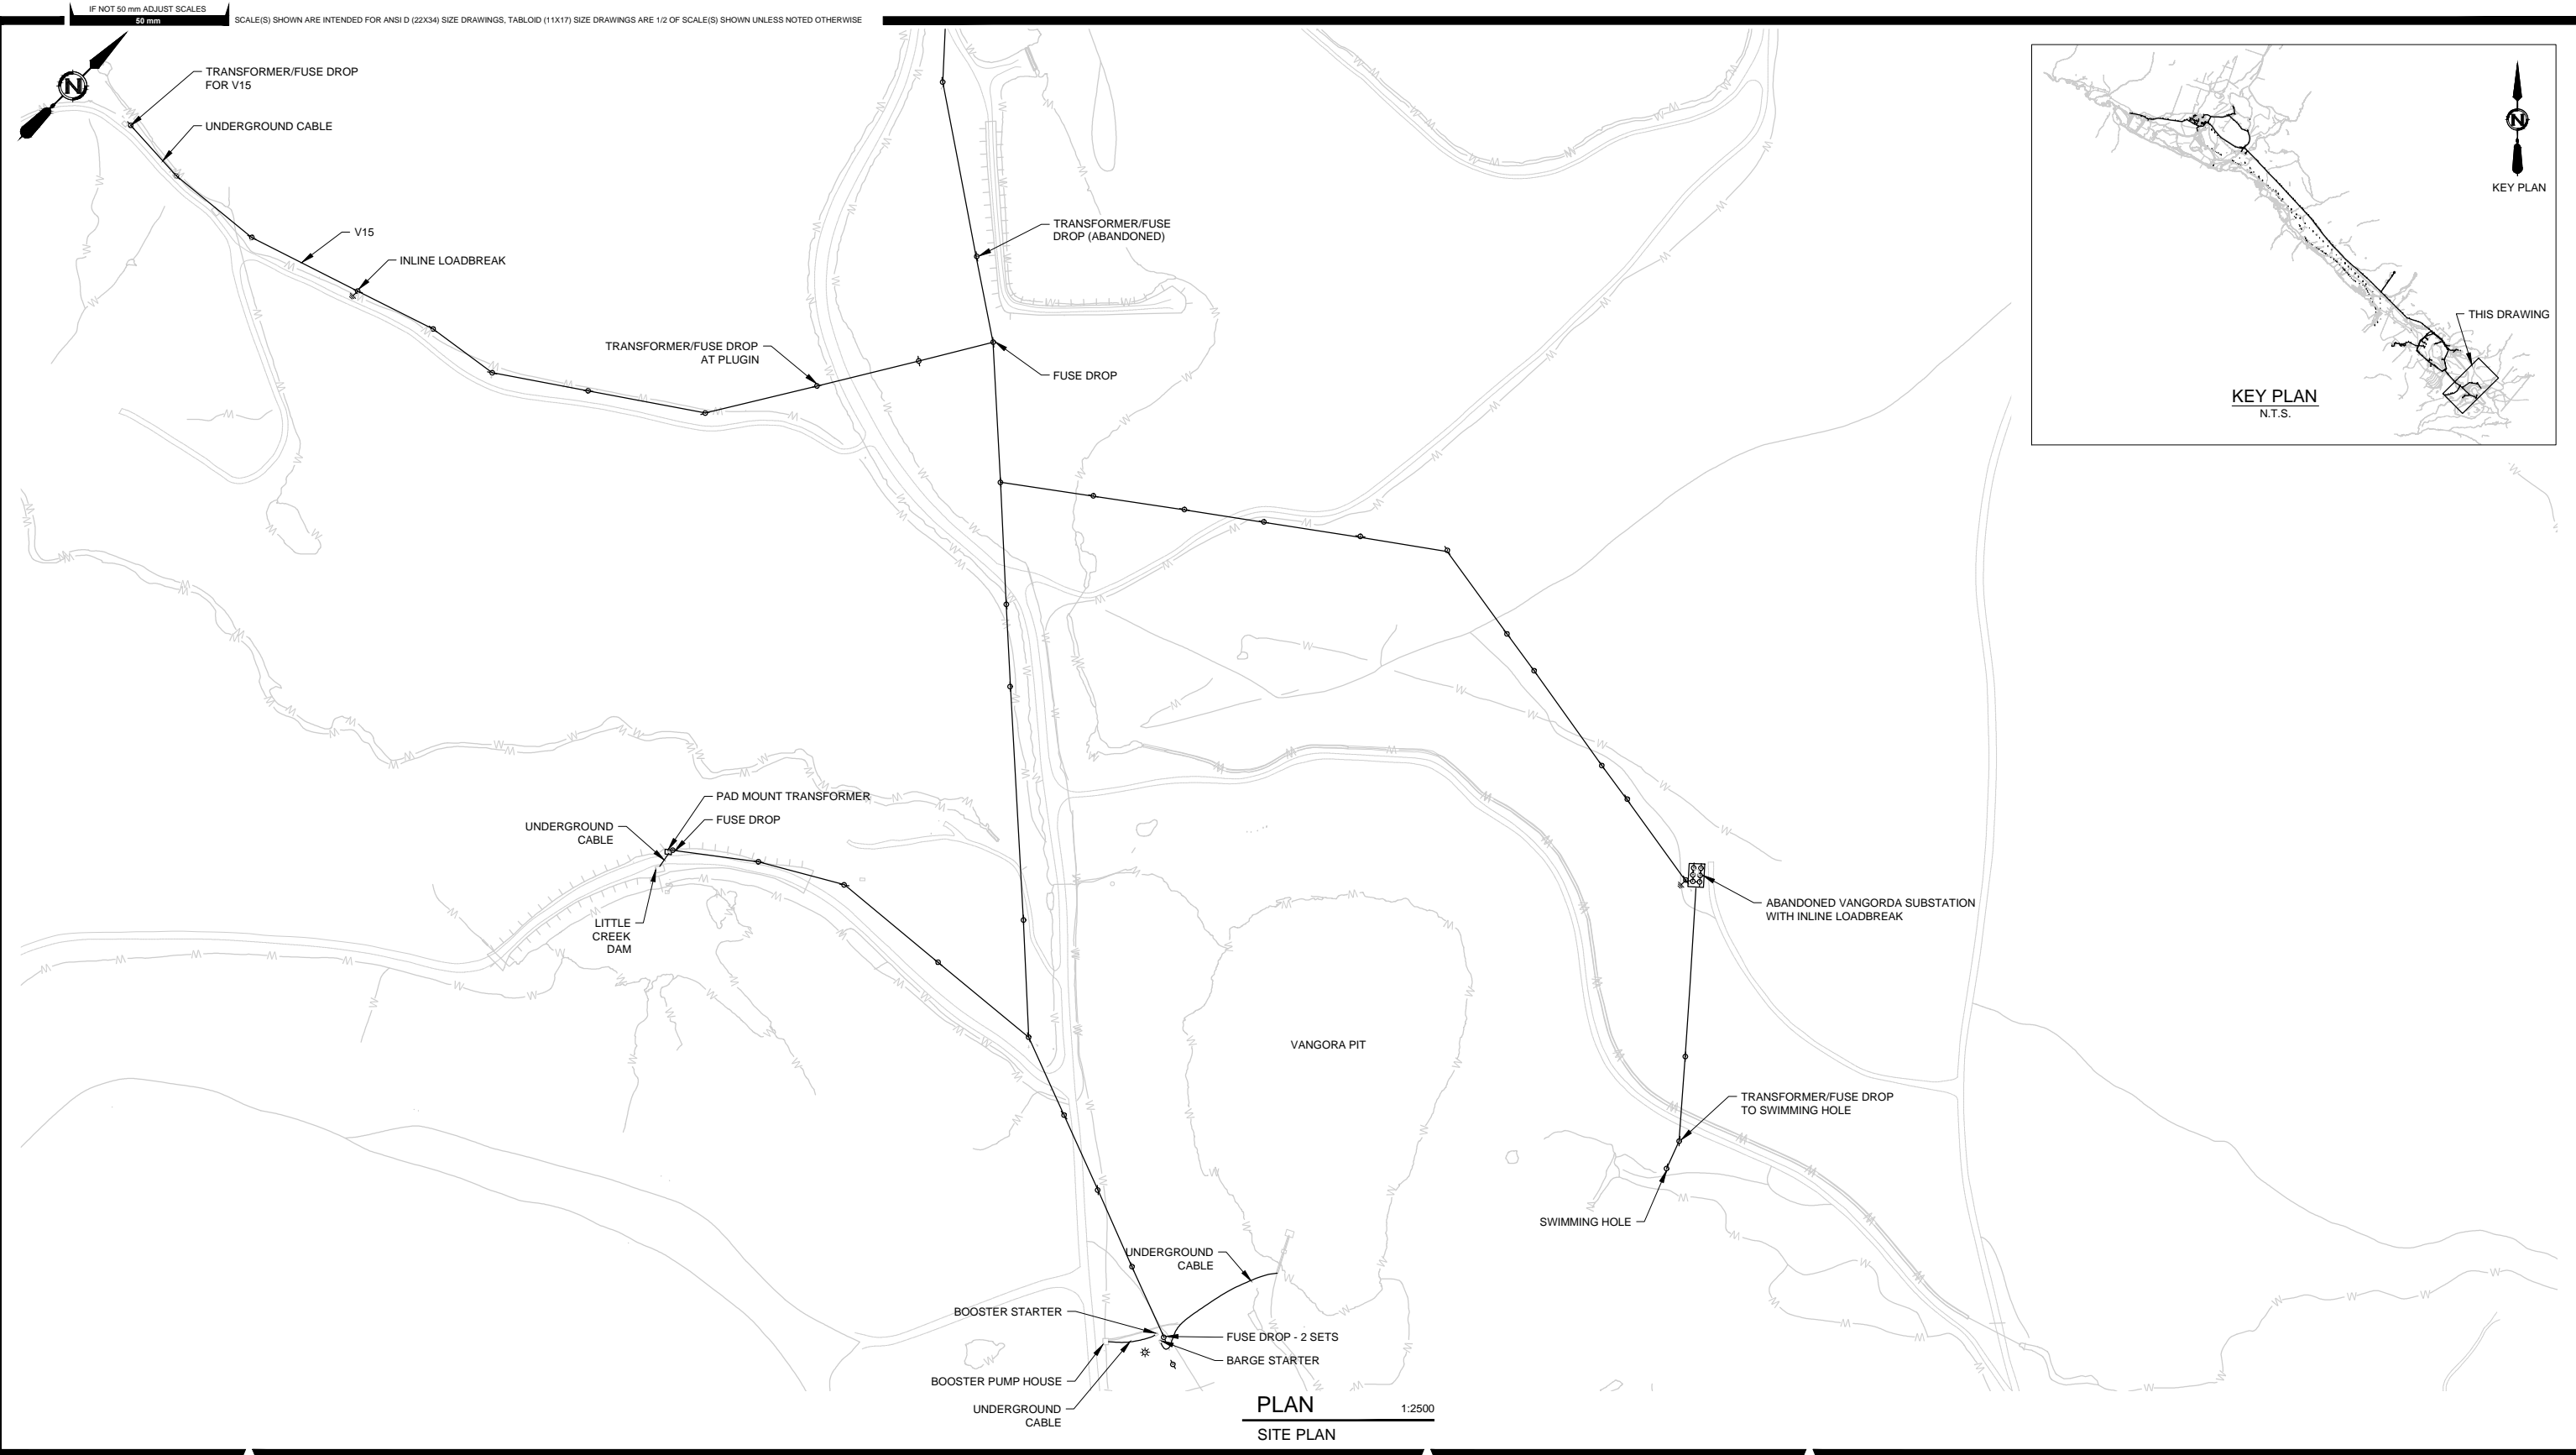 IF NOT 50 mm ADJUST SCALES
50 mm
SCALE(S) SHOWN ARE INTENDED FOR ANSI D (22X34) SIZE DRAWINGS, TABLOID (11X17) SIZE DRAWINGS ARE 1/2 OF SCALE(S) SHOWN UNLESS NOTED OTHERWISE
N
TRANSFORMER/FUSE DROP
FOR V15
UNDERGROUND CABLE
V15
INLINE LOADBREAK
TRANSFORMER/FUSE DROP
AT PLUGIN
TRANSFORMER/FUSE
DROP (ABANDONED)
FUSE DROP
N
KEY PLAN
THIS DRAWING
KEY PLAN
N.T.S.
PAD MOUNT TRANSFORMER
FUSE DROP
UNDERGROUND
CABLE
LITTLE
CREEK
DAM
ABANDONED VANGORDA SUBSTATION
WITH INLINE LOADBREAK
VANGORA PIT
TRANSFORMER/FUSE DROP
TO SWIMMING HOLE
SWIMMING HOLE
UNDERGROUND
CABLE
BOOSTER STARTER
FUSE DROP - 2 SETS
BARGE STARTER
BOOSTER PUMP HOUSE
UNDERGROUND
CABLE
PLAN 1:2500
SITE PLAN